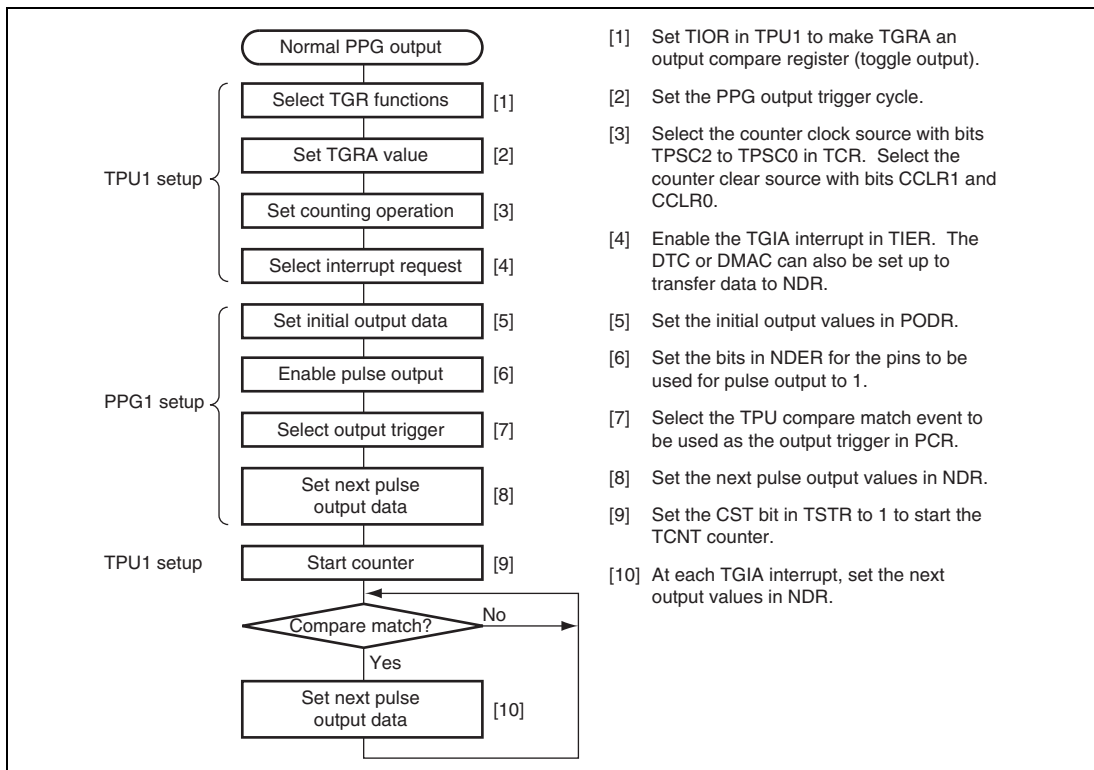 Normal PPG output
Select TGR functions [1]
Set TGRA value [2]
TPU1 setup
Set counting operation [3]
Select interrupt request [4]
Set initial output data [5]
Enable pulse output [6]
PPG1 setup
Select output trigger [7]
Set next pulse
output data
[8]
TPU1 setup
Start counter [9]
Compare match?
No
Yes
Set next pulse
output data
[10]
[1] Set TIOR in TPU1 to make TGRA an
output compare register (toggle output).
[2] Set the PPG output trigger cycle.
[3] Select the counter clock source with bits
TPSC2 to TPSC0 in TCR. Select the
counter clear source with bits CCLR1 and
CCLR0.
[4] Enable the TGIA interrupt in TIER. The
DTC or DMAC can also be set up to
transfer data to NDR.
[5] Set the initial output values in PODR.
[6] Set the bits in NDER for the pins to be
used for pulse output to 1.
[7] Select the TPU compare match event to
be used as the output trigger in PCR.
[8] Set the next pulse output values in NDR.
[9] Set the CST bit in TSTR to 1 to start the
TCNT counter.
[10] At each TGIA interrupt, set the next
output values in NDR.